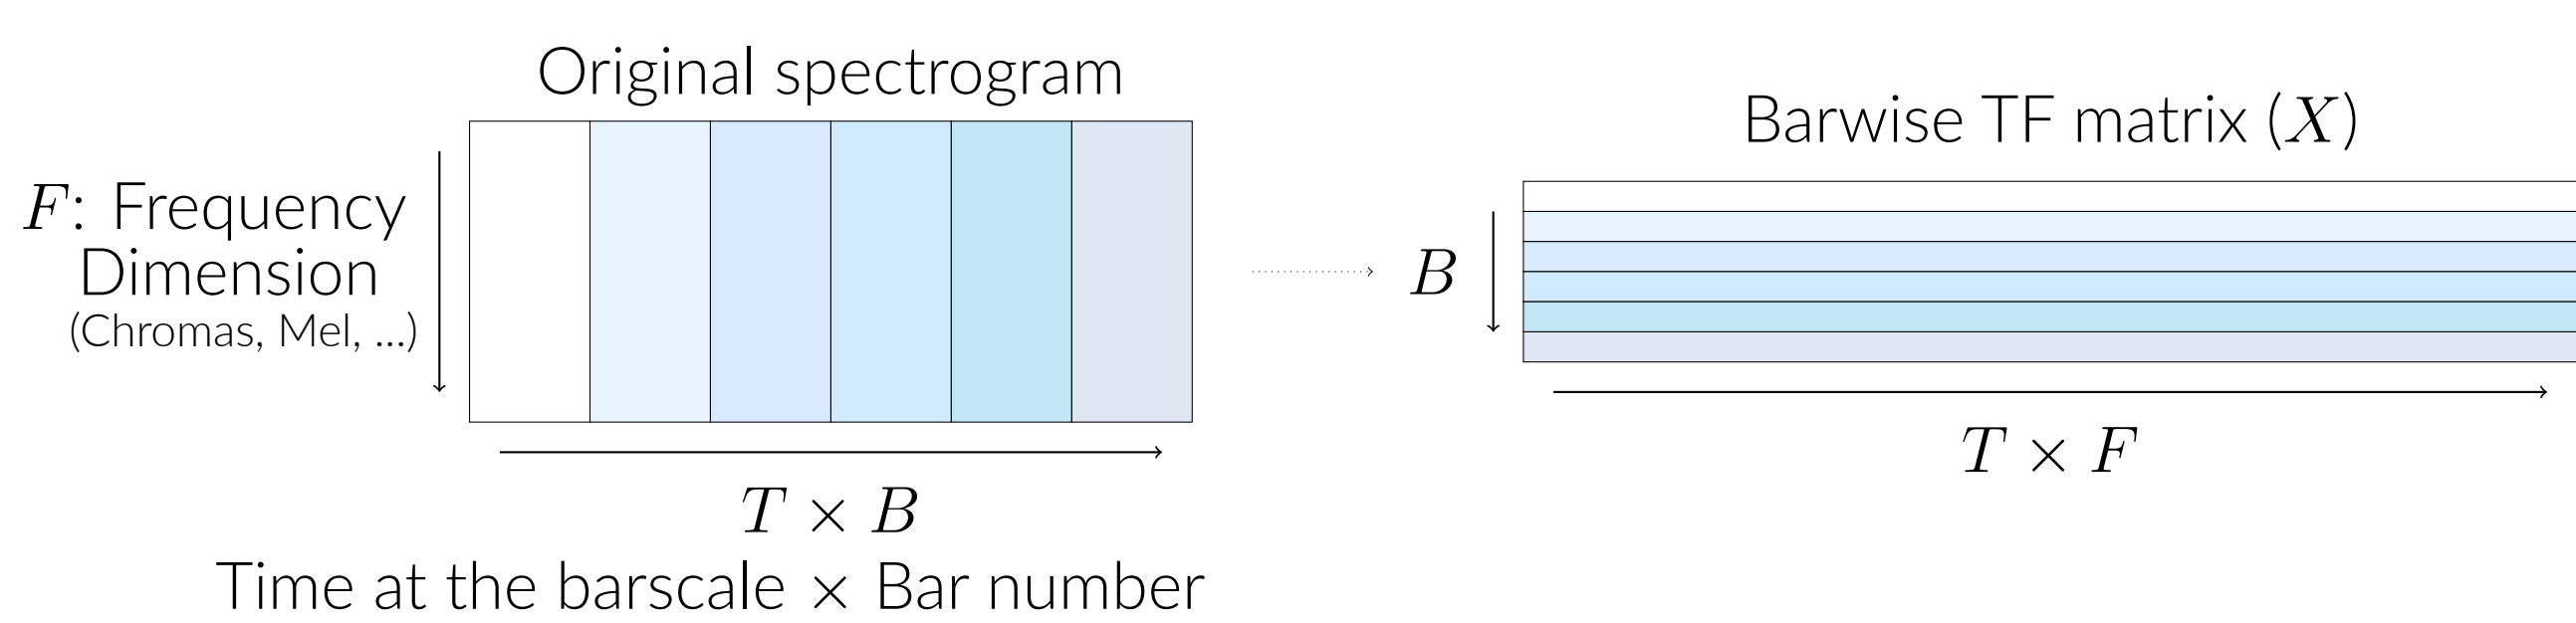 Original spectrogram
F: Frequency
Dimension
(Chromas, Mel, ...)
T × B
Time at the barscale × Bar number
Barwise TF matrix (X)
B
T × F